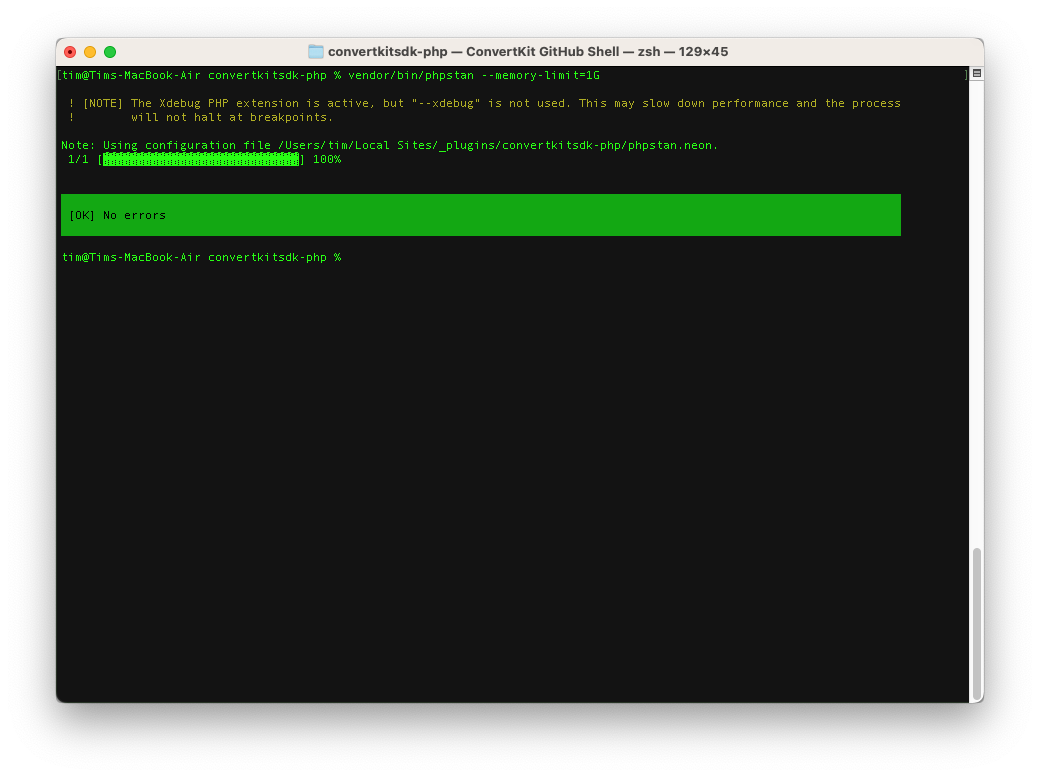 convertkitsdk-php — ConvertKit GitHub Shell — zsh — 129×45
[tim@Tims-MacBook-Air convertkitsdk-php % vendor/bin/phpstan --memory-limit=1G ]
! [NOTE] The Xdebug PHP extension is active, but "--xdebug" is not used. This may slow down performance and the process
! will not halt at breakpoints.
Note: Using configuration file /Users/tim/Local Sites/_plugins/convertkitsdk-php/phpstan.neon.
1/1 [▓▓▓▓▓▓▓▓▓▓▓▓▓▓▓▓▓▓▓▓▓▓▓▓▓▓▓▓] 100%
[OK] No errors
tim@Tims-MacBook-Air convertkitsdk-php %